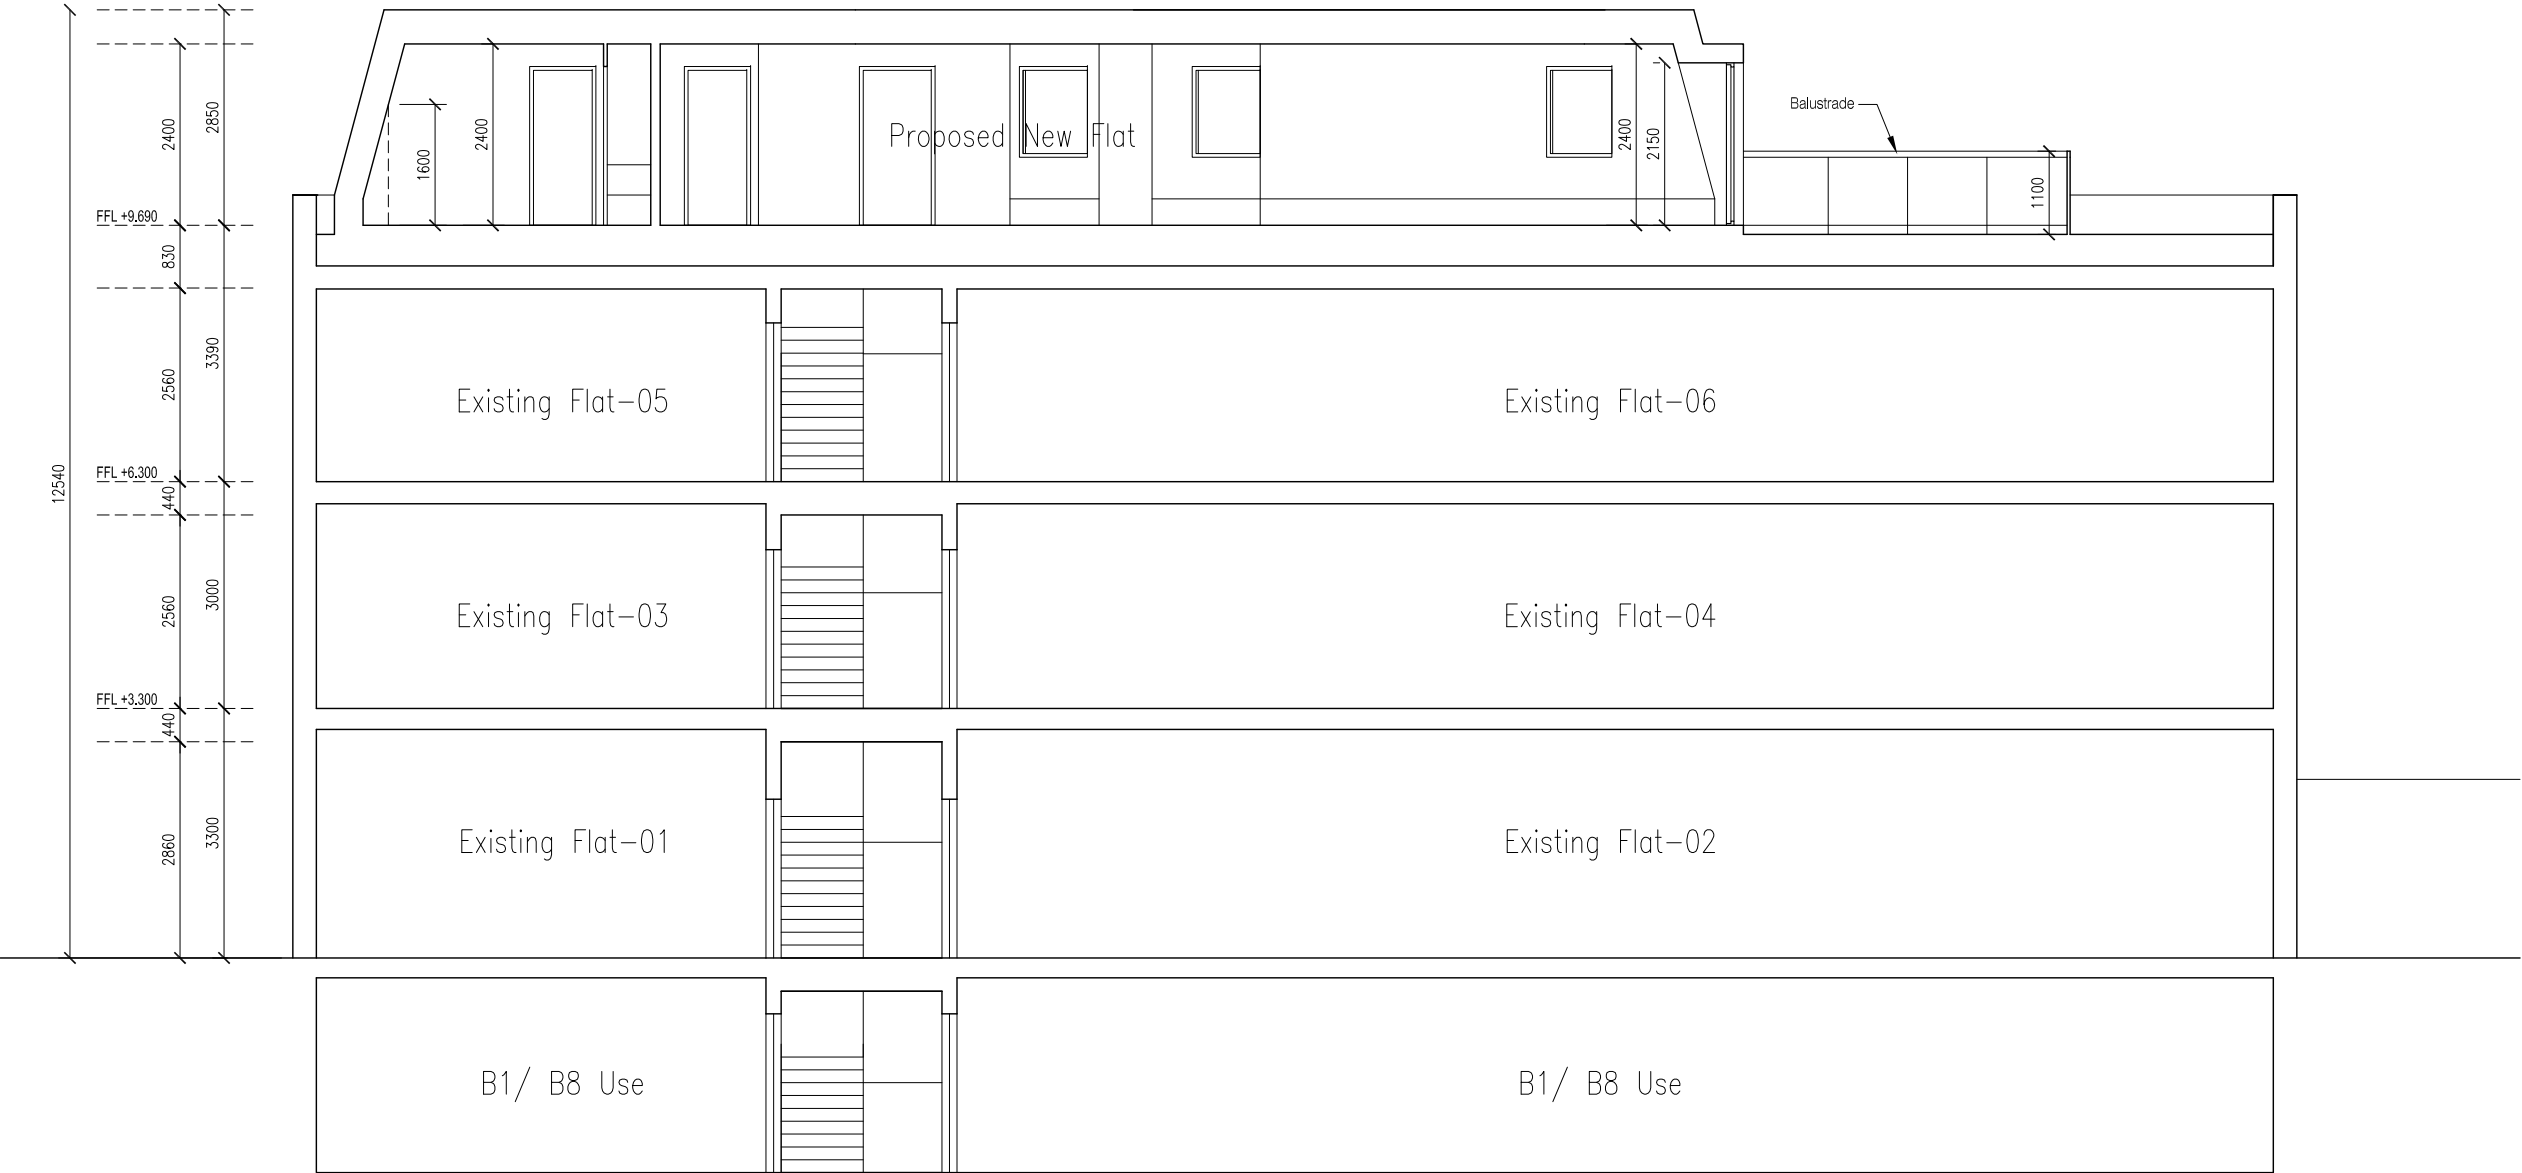 Balustrade
2850
2400
1600
2400
Proposed New Flat
2400
2150
1100
FFL +9.690
830
3390
2560
Existing Flat-05
Existing Flat-06
12540
FFL +6.300
440
2560
3000
Existing Flat-03
Existing Flat-04
FFL +3.300
440
2860
3300
Existing Flat-01
Existing Flat-02
B1/ B8 Use
B1/ B8 Use